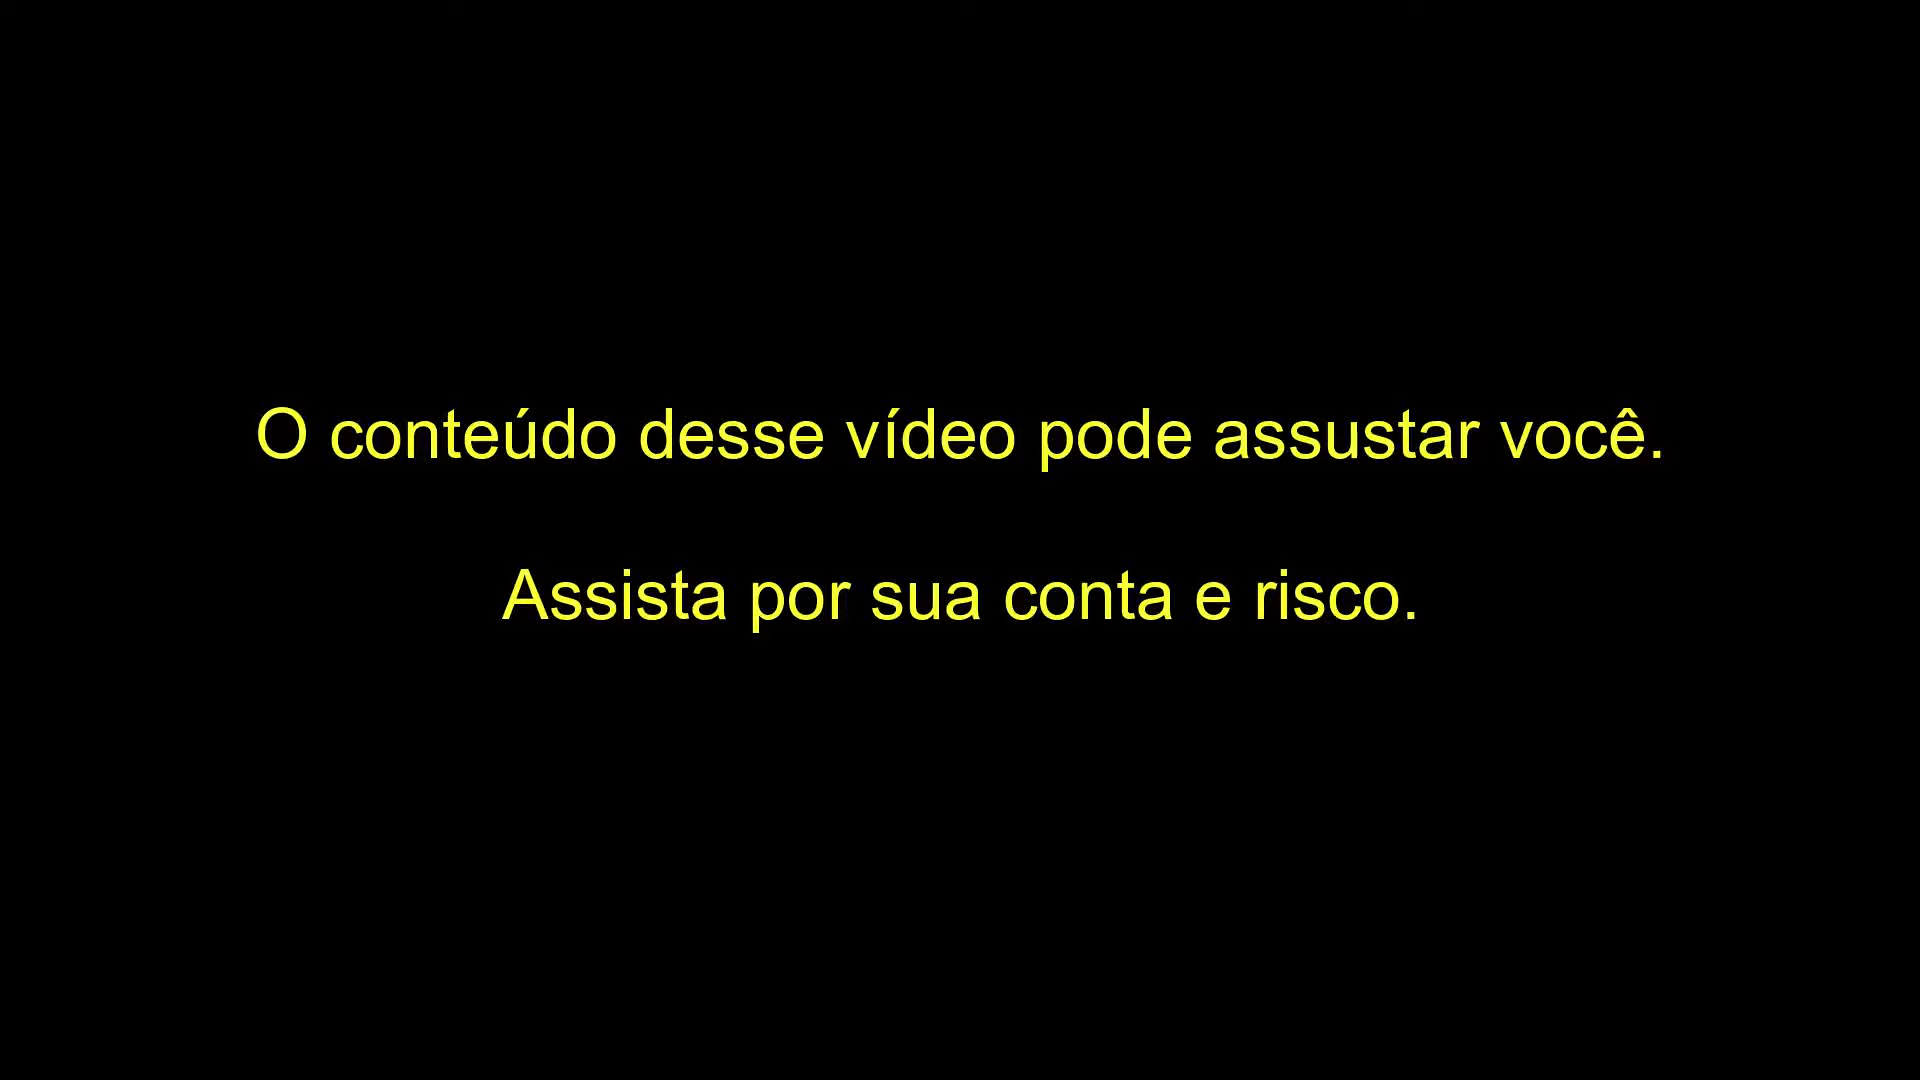 O conteúdo desse vídeo pode assustar você.
Assista por sua conta e risco.